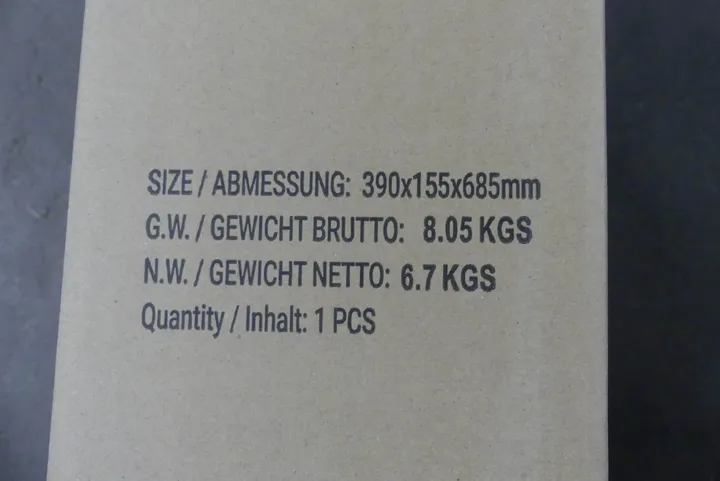 SIZE / ABMESSUNG: 390x155x685mm
G.W. / GEWICHT BRUTTO: 8.05 KGS
N.W. / GEWICHT NETTO: 6.7 KGS
Quantity / Inhalt: 1 PCS